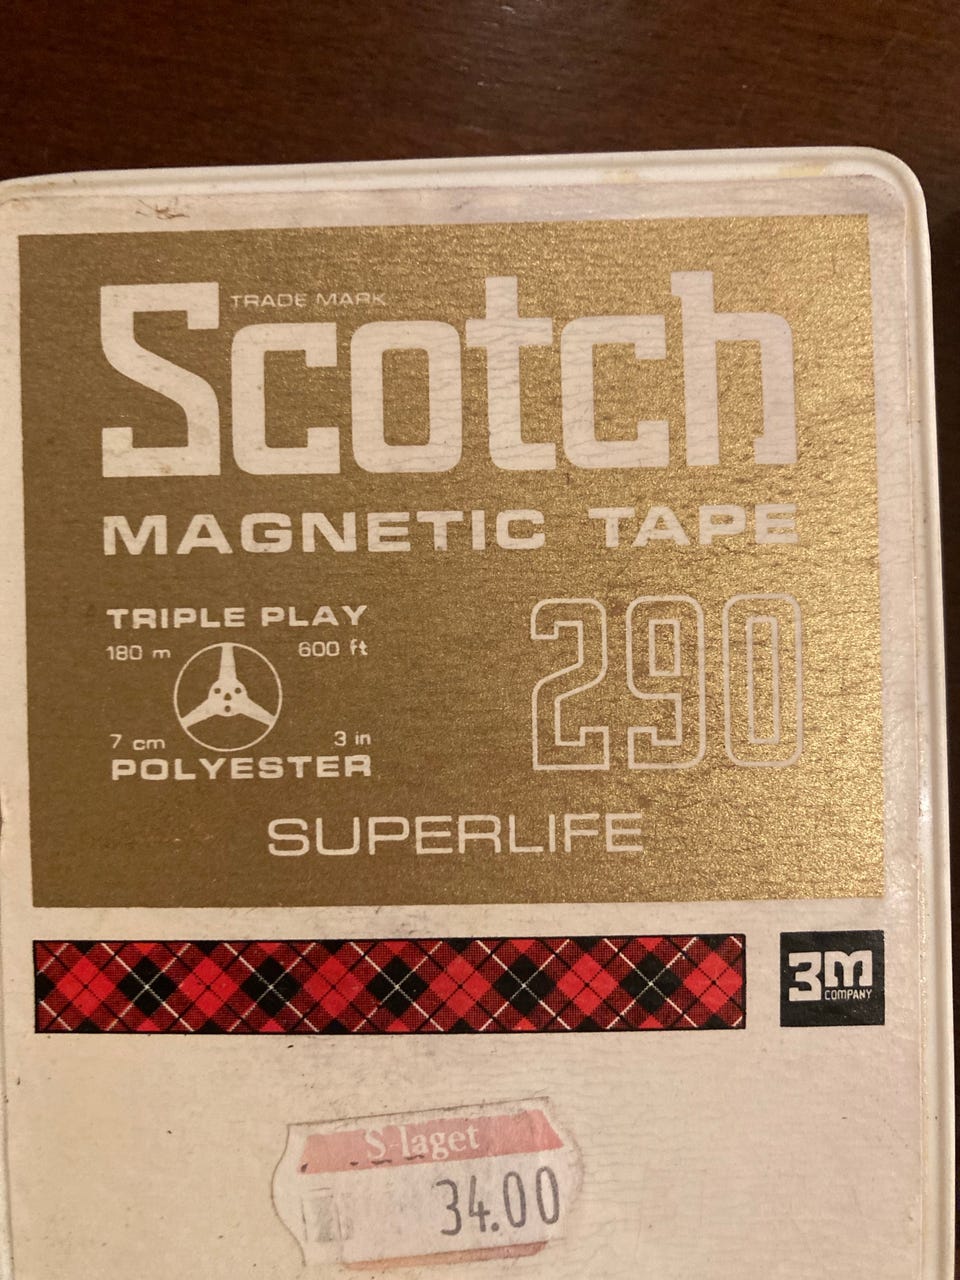 Scotch
TRADE MARK
MAGNETIC TAPE
TRIPLE PLAY
180 m 600 ft
7 cm 3 in
POLYESTER
290
SUPERLIFE
3M
COMPANY
S-laget
34.00